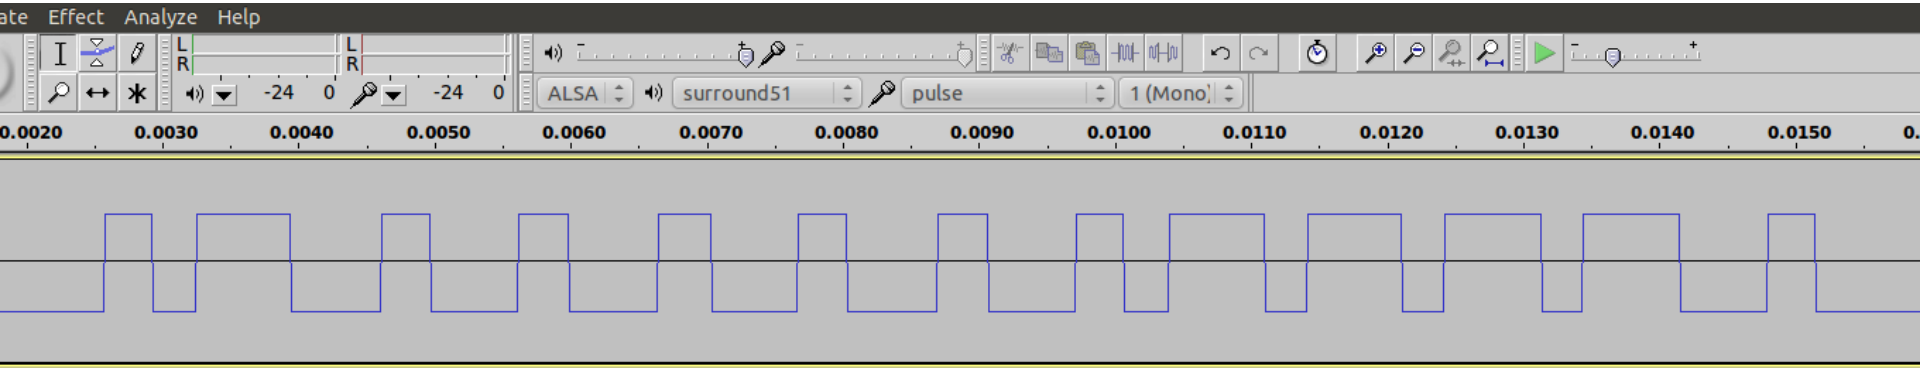 ate Effect Analyze Help
L L
R R
- - - +
-24 0 -24 0 ALSA surround51 pulse 1 (Mono)
0.0020 0.0030 0.0040 0.0050 0.0060 0.0070 0.0080 0.0090 0.0100 0.0110 0.0120 0.0130 0.0140 0.0150 0.